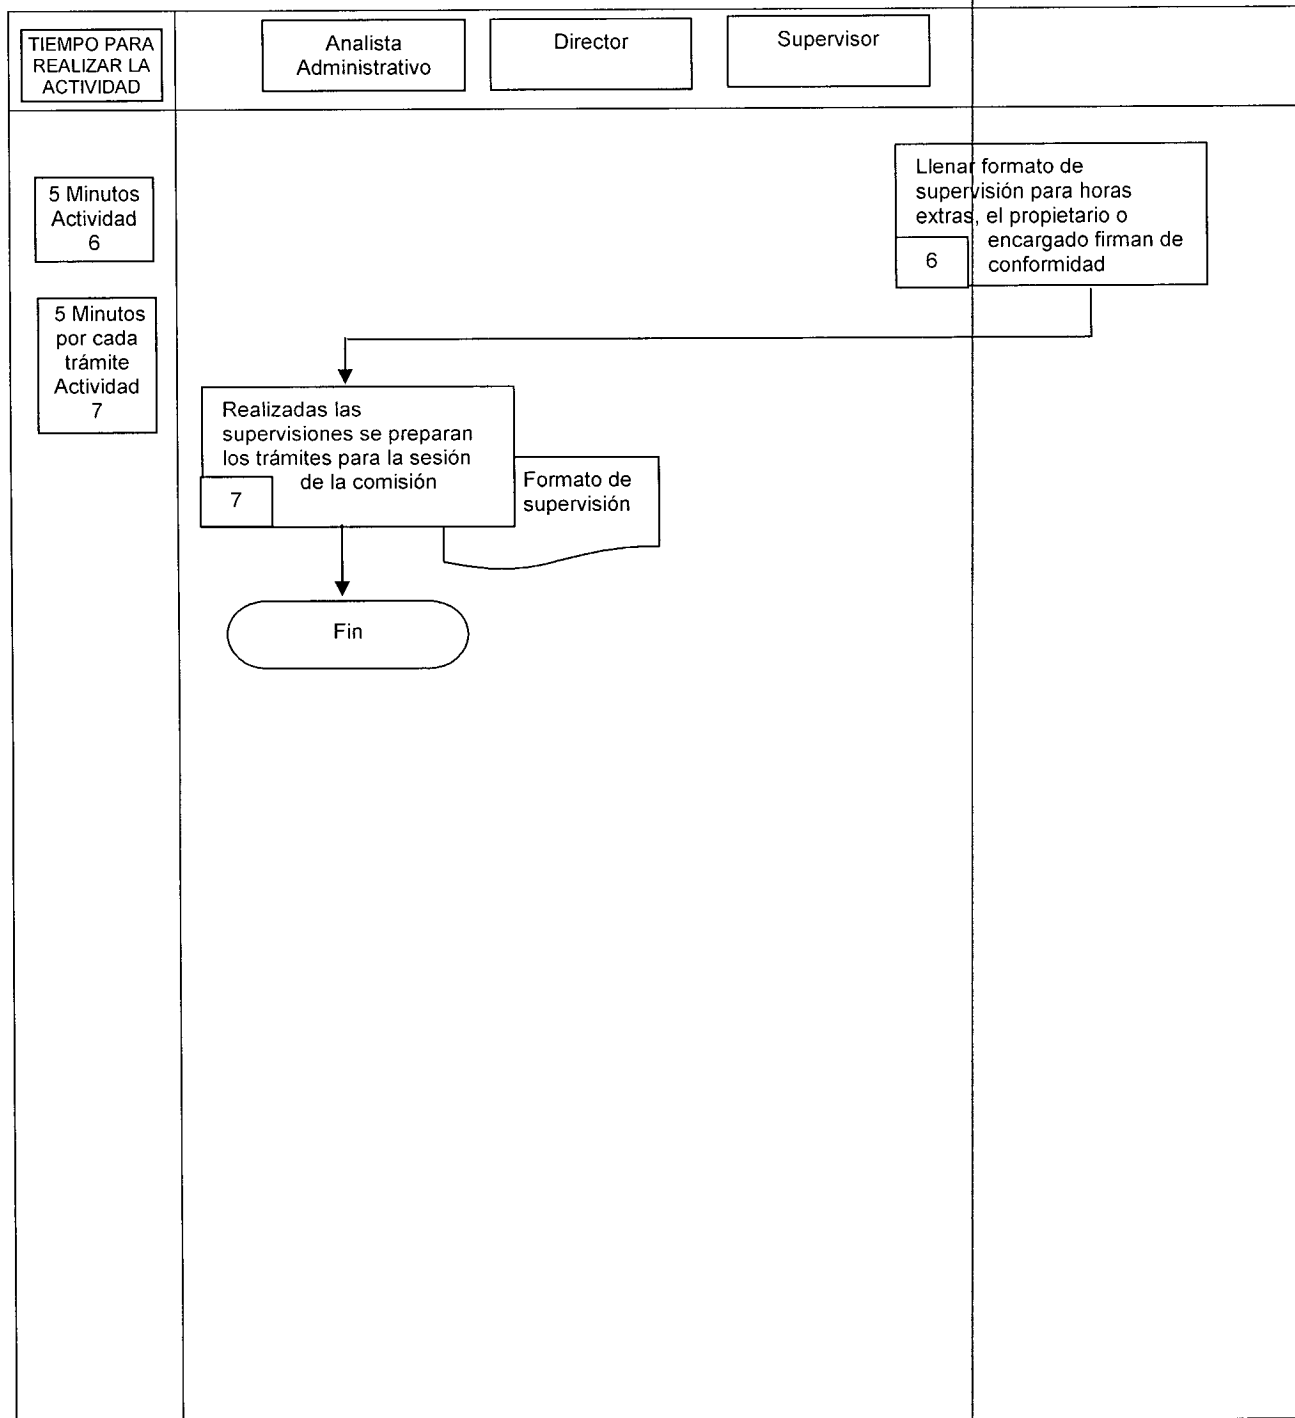 TIEMPO PARA
REALIZAR LA
ACTIVIDAD
Analista
Administrativo
Director
Supervisor
5 Minutos
Actividad
6
Llenar formato de
supervisión para horas
extras, el propietario o
encargado firman de
conformidad
6
5 Minutos
por cada
trámite
Actividad
7
Realizadas las
supervisiones se preparan
los trámites para la sesión
de la comisión
7
Formato de
supervisión
Fin